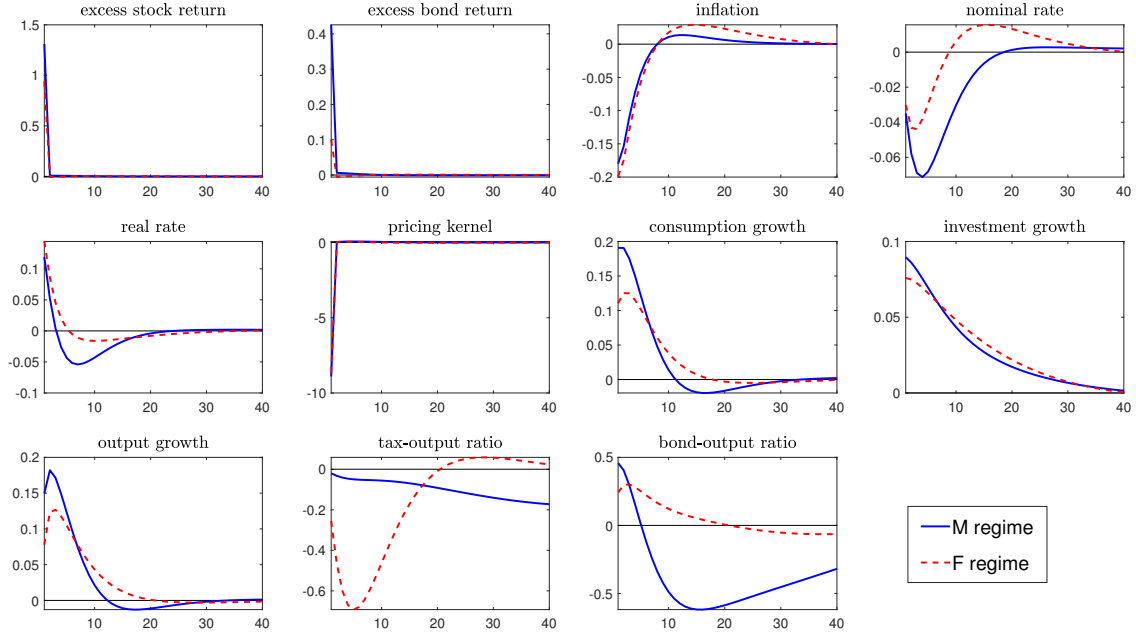 excess stock return
1.5
1
0.5
0
10 20 30 40
excess bond return
0.4
0.3
0.2
0.1
0
10 20 30 40
inflation
0
-0.05
-0.1
-0.15
-0.2
10 20 30 40
nominal rate
0
-0.02
-0.04
-0.06
10 20 30 40
real rate
0.1
0.05
0
-0.05
-0.1
10 20 30 40
pricing kernel
0
-5
-10
10 20 30 40
consumption growth
0.2
0.15
0.1
0.05
0
10 20 30 40
investment growth
0.1
0.05
0
10 20 30 40
output growth
0.2
0.15
0.1
0.05
0
10 20 30 40
tax-output ratio
0
-0.2
-0.4
-0.6
10 20 30 40
bond-output ratio
0.5
0
-0.5
10 20 30 40
M regime
F regime